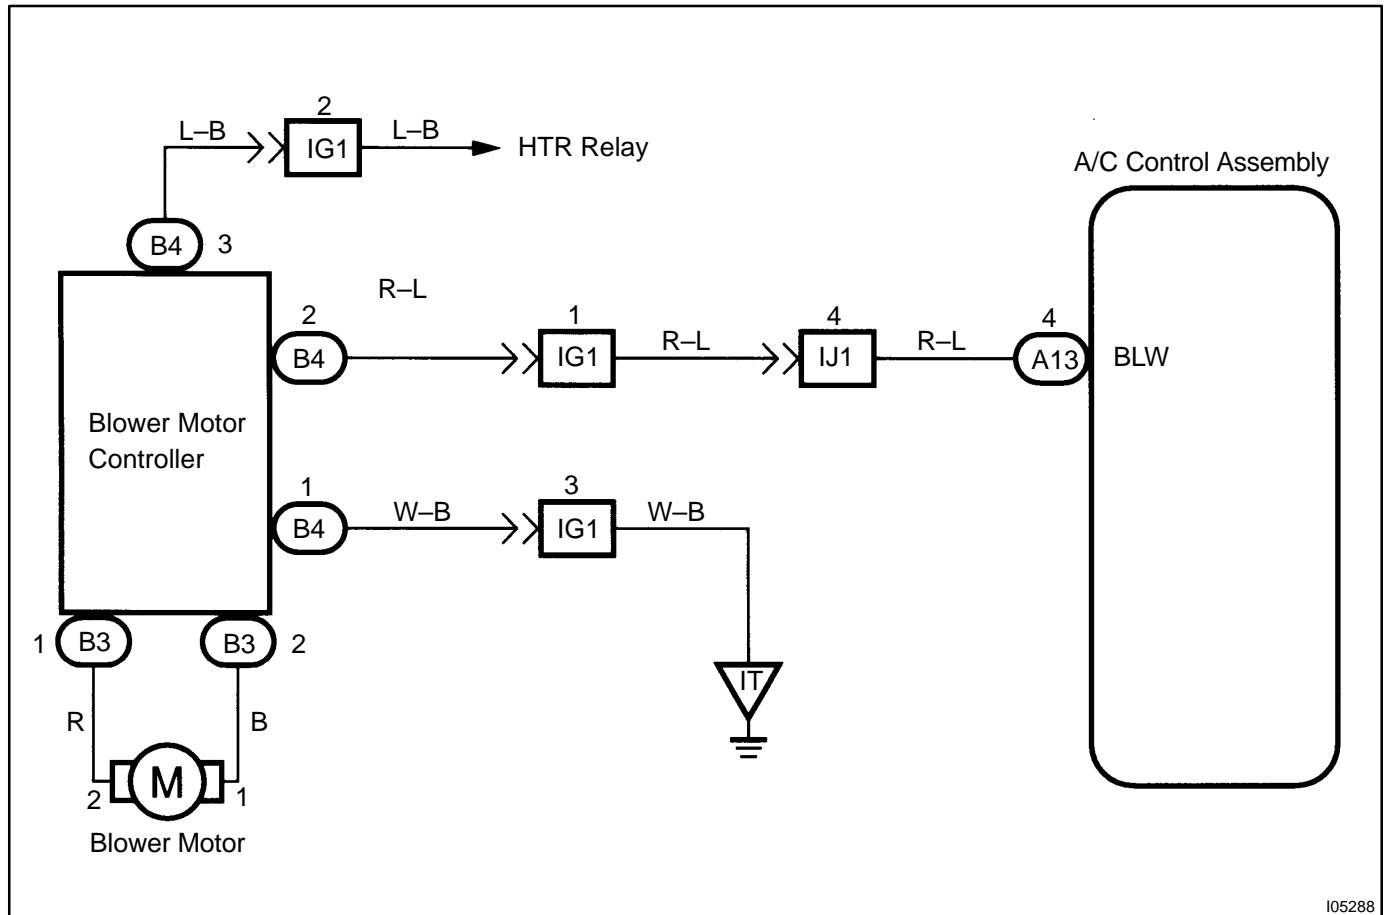 2
L–B
IG1
L–B
HTR Relay
A/C Control Assembly
B4
3
R–L
2
B4
1
IG1
R–L
4
IJ1
R–L
4
A13
BLW
Blower Motor
Controller
1
B4
W–B
3
IG1
W–B
1
B3
B3
2
IT
R
B
2
M
1
Blower Motor
I05288